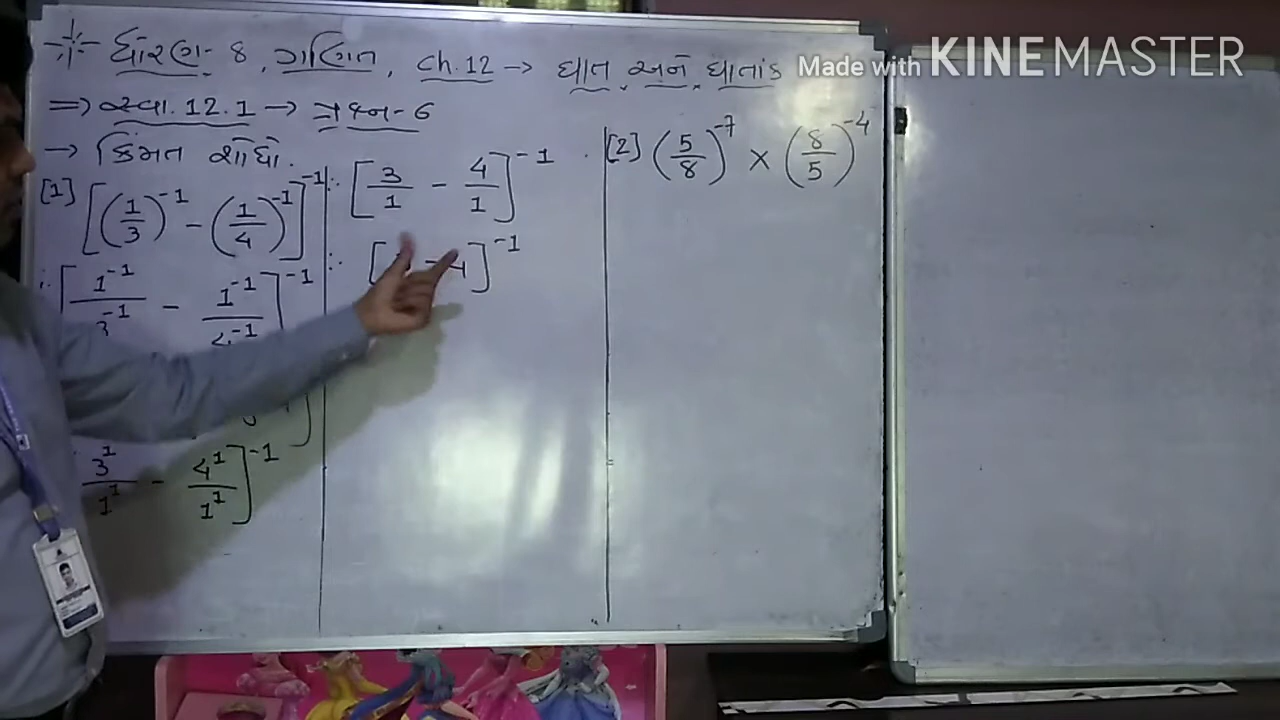 Made with KINEMASTER
* ધોરણ- 8, ગણિત, ch.12 → ઘાત અને ઘાતાંક
⇒ સ્વા. 12.1 → પ્રશ્ન- 6
→ કિંમત શોધો.
[1] [(1/3)^-1 - (1/4)^-1]^-1
∴ [1^-1/3^-1 - 1^-1/4^-1]^-1
3^1/1^1 - 4^1/1^1]^-1
∴ [3/1 - 4/1]^-1
∴ [ - 4]^-1
[2] (5/8)^-7 × (8/5)^-4